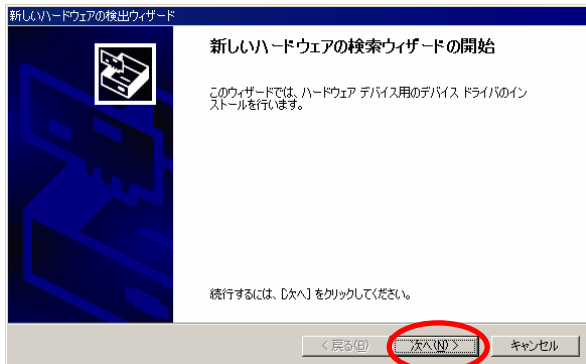 新しいハードウェアの検出ウィザード
新しいハードウェアの検索ウィザードの開始
このウィザードでは、ハードウェア デバイス用のデバイス ドライバのイン
ストールを行います。
続行するには、[次へ] をクリックしてください。
< 戻る(B)
次へ(N) >
キャンセル